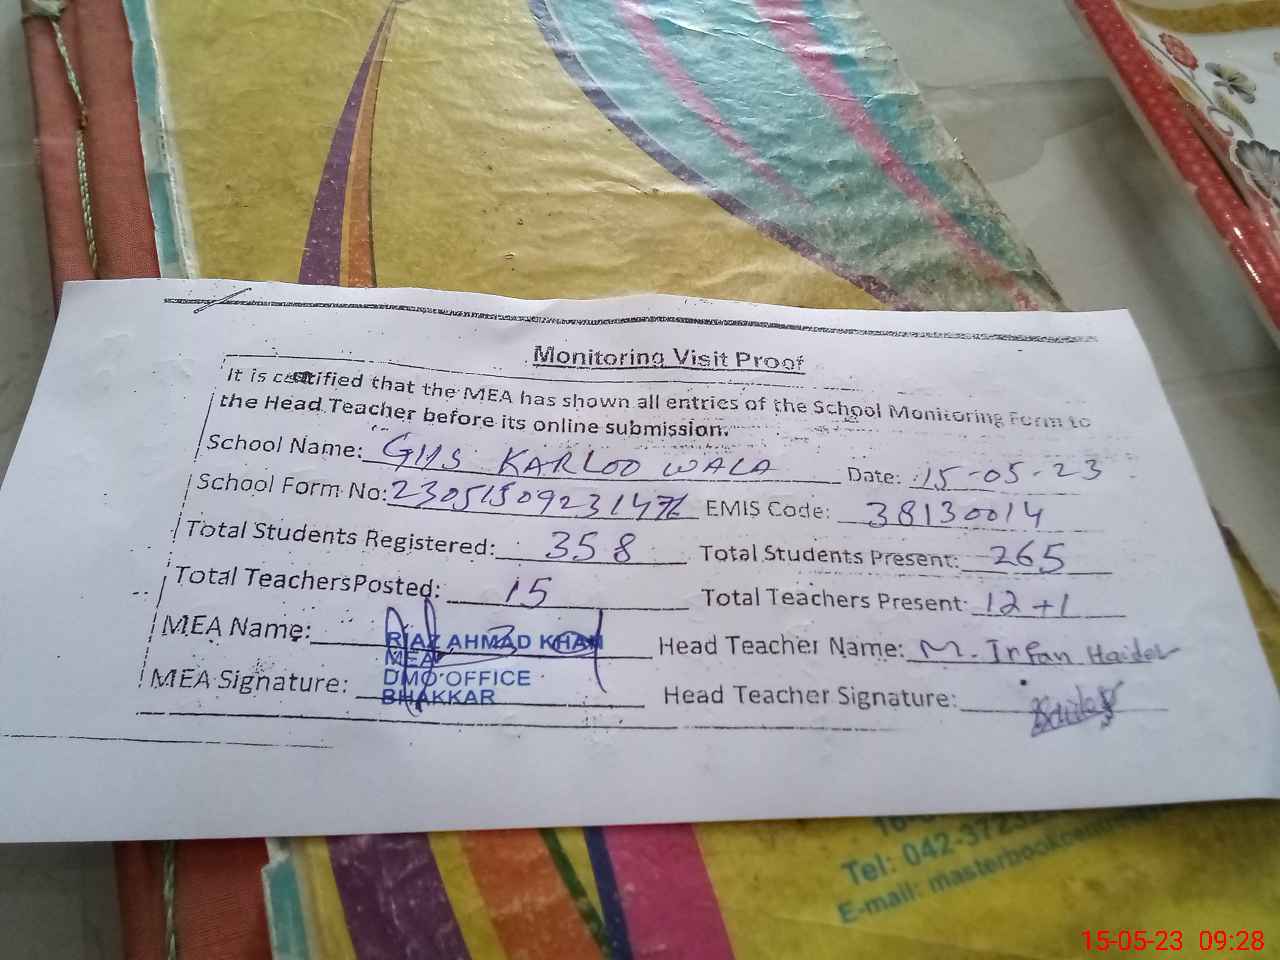 Monitoring Visit Proof
It is certified that the MEA has shown all entries of the School Monitoring Form to
the Head Teacher before its online submission.
School Name: GHS KARLOO WALA Date: 15-05-23
School Form No: EMIS Code: 38130014
Total Students Registered: 358 Total Students Present: 265
Total TeachersPosted: 15 Total Teachers Present: 12+1
MEA Name: RIAZ AHMAD KHAN Head Teacher Name: M. Irfan Haider
MEA
DMO OFFICE
MEA Signature: BHAKKAR Head Teacher Signature:
Tel: 042-3723
E-mail: masterbook
15-05-23 09:28